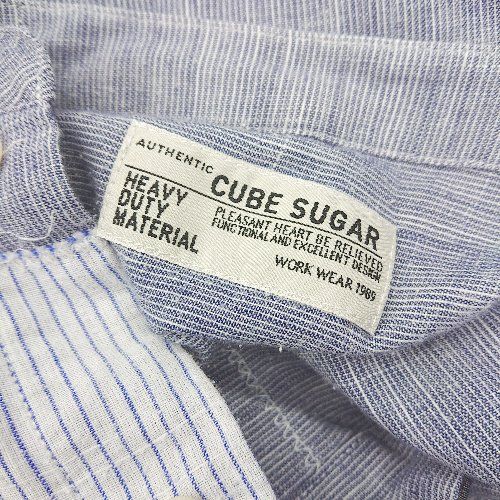 AUTHENTIC
CUBE SUGAR
HEAVY
DUTY
MATERIAL
PLEASANT HEART BE RELIEVED
FUNCTIONAL AND EXCELLENT DESIGN
WORK WEAR 1989